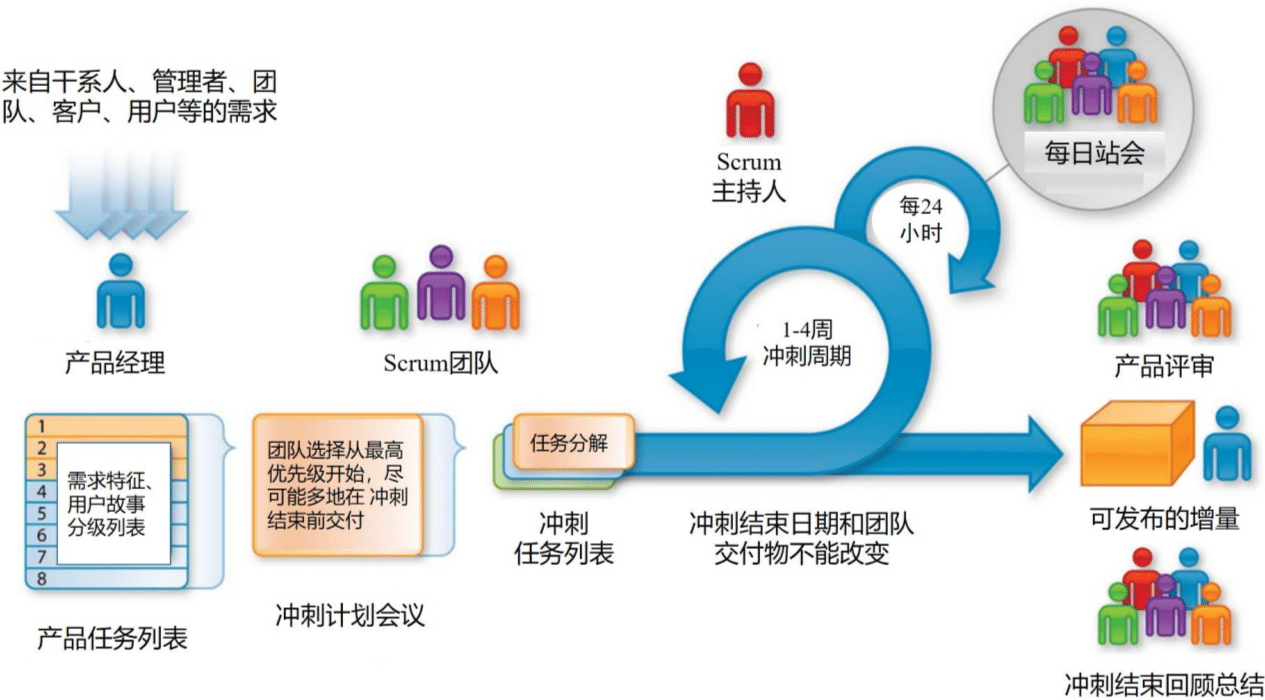 来自干系人、管理者、团
队、客户、用户等的需求
产品经理
Scrum团队
Scrum
主持人
每日站会
每24
小时
1-4周
冲刺周期
产品评审
1
2
3
4
5
6
7
8
需求特征、
用户故事
分级列表
产品任务列表
团队选择从最高
优先级开始，尽
可能多地在 冲刺
结束前交付
冲刺计划会议
任务分解
冲刺
任务列表
冲刺结束日期和团队
交付物不能改变
可发布的增量
冲刺结束回顾总结